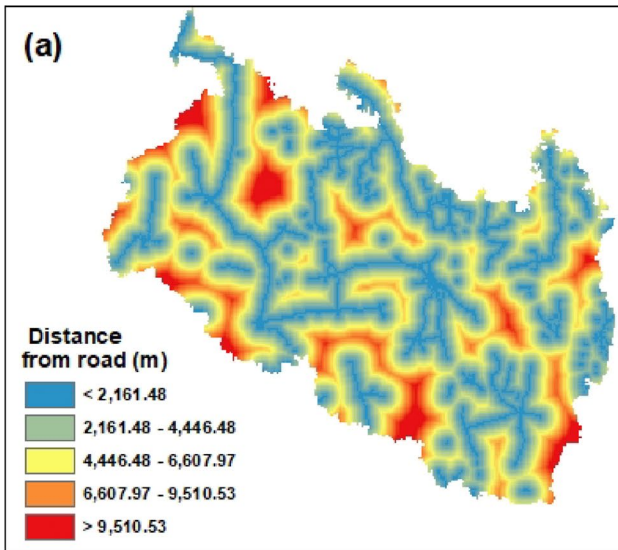 (a)
Distance
from road (m)
< 2,161.48
2,161.48 - 4,446.48
4,446.48 - 6,607.97
6,607.97 - 9,510.53
> 9,510.53